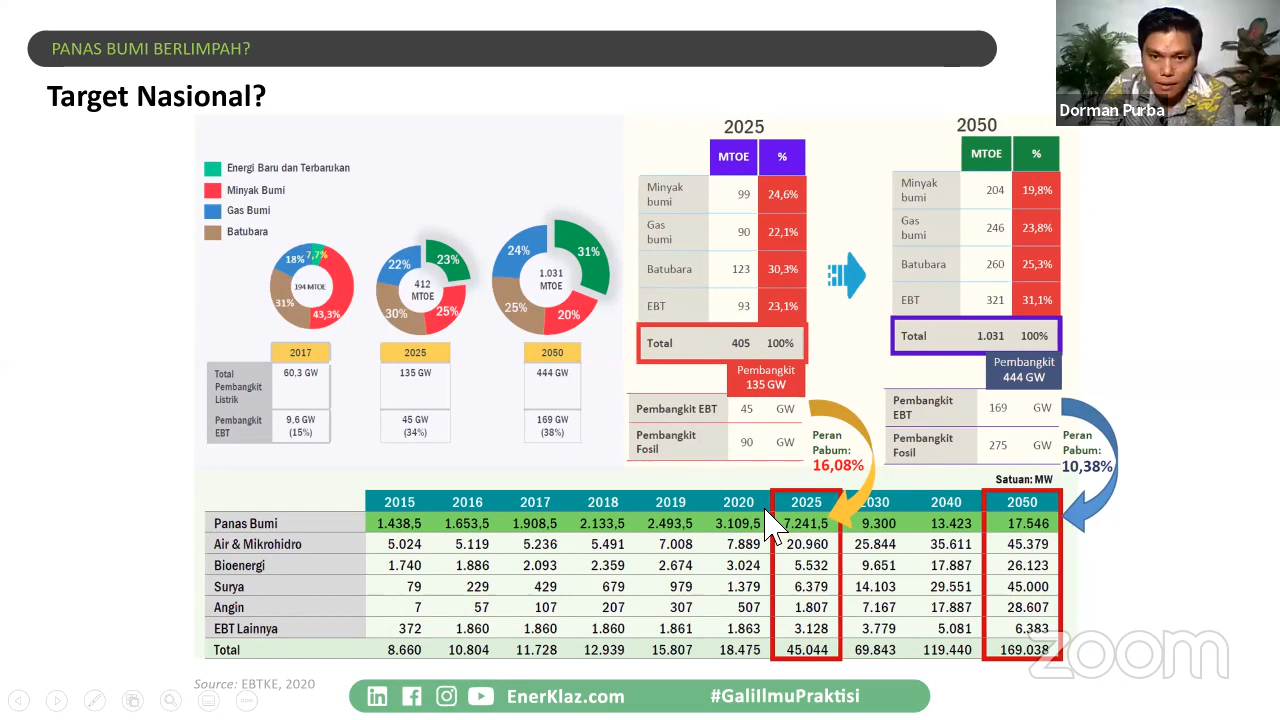 PANAS BUMI BERLIMPAH?
Target Nasional?
Dorman Purba
Energi Baru dan Terbarukan
Minyak Bumi
Gas Bumi
Batubara
18% 7,7%
194 MTOE
31%
43,3%
22% 23%
412
MTOE
30% 25%
24% 31%
1.031
MTOE
25% 20%
2017 2025 2050
Total
Pembangkit
Listrik
60,3 GW 135 GW 444 GW
Pembangkit
EBT
9,6 GW
(15%)
45 GW
(34%)
169 GW
(38%)
2025
MTOE %
Minyak
bumi
99 24,6%
Gas
bumi
90 22,1%
Batubara 123 30,3%
EBT 93 23,1%
Total 405 100%
Pembangkit
135 GW
Pembangkit EBT 45 GW
Pembangkit
Fosil
90 GW
Peran
Pabum:
16,08%
2050
MTOE %
Minyak
bumi
204 19,8%
Gas
bumi
246 23,8%
Batubara 260 25,3%
EBT 321 31,1%
Total 1.031 100%
Pembangkit
444 GW
Pembangkit
EBT
169 GW
Pembangkit
Fosil
275 GW
Peran
Pabum:
10,38%
Satuan: MW
2015 2016 2017 2018 2019 2020 2025 2030 2040 2050
Panas Bumi 1.438,5 1.653,5 1.908,5 2.133,5 2.493,5 3.109,5 7.241,5 9.300 13.423 17.546
Air & Mikrohidro 5.024 5.119 5.236 5.491 7.008 7.889 20.960 25.844 35.611 45.379
Bioenergi 1.740 1.886 2.093 2.359 2.674 3.024 5.532 9.651 17.887 26.123
Surya 79 229 429 679 979 1.379 6.379 14.103 29.551 45.000
Angin 7 57 107 207 307 507 1.807 7.167 17.887 28.607
EBT Lainnya 372 1.860 1.860 1.860 1.861 1.863 3.128 3.779 5.081 6.383
Total 8.660 10.804 11.728 12.939 15.807 18.475 45.044 69.843 119.440 169.038
zoom
Source: EBTKE, 2020
EnerKlaz.com
#GaliIlmuPraktisi